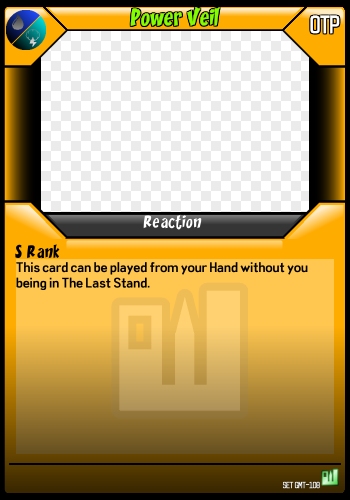 Power Veil
OTP
Reaction
S Rank
This card can be played from your Hand without you
being in The Last Stand.
SET GMT-108